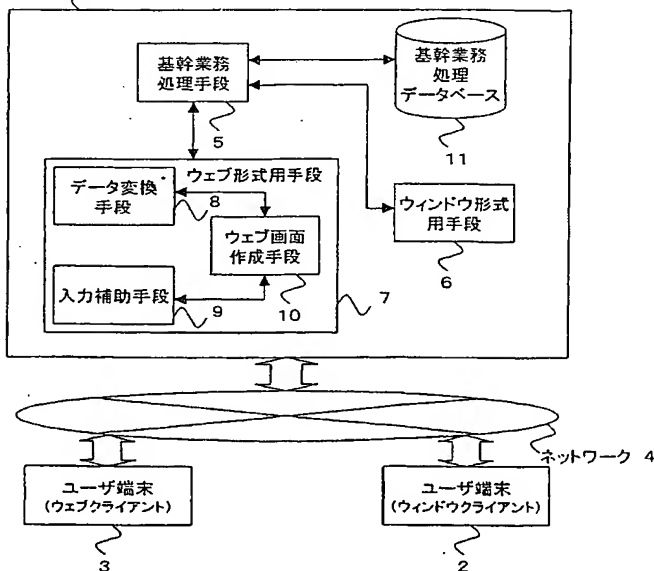 基幹業務
処理手段
5
基幹業務
処理
データベース
11
ウェブ形式用手段
データ変換
手段
8
ウェブ画面
作成手段
10
入力補助手段
9
7
ウィンドウ形式
用手段
6
ネットワーク 4
ユーザ端末
(ウェブクライアント)
3
ユーザ端末
(ウィンドウクライアント)
2